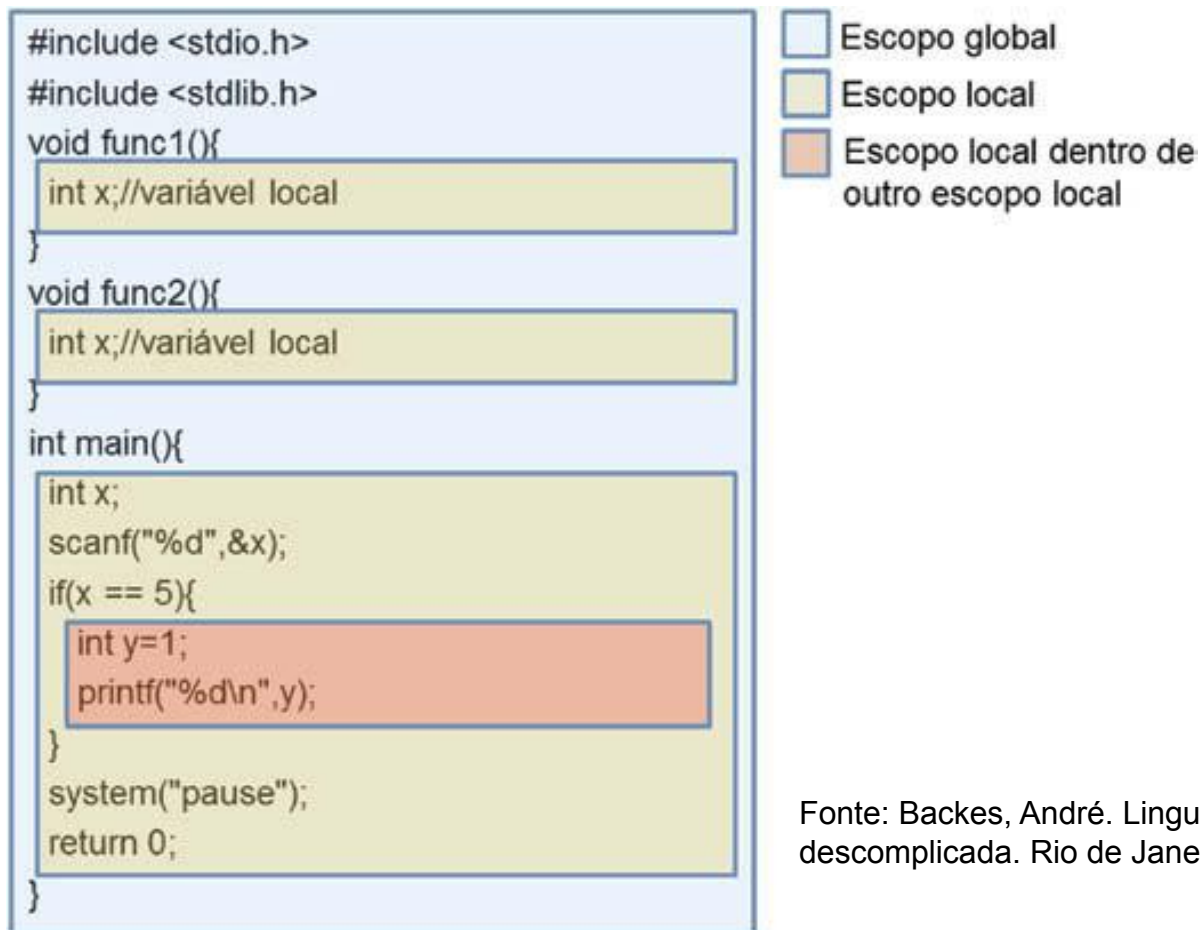 #include <stdio.h>
#include <stdlib.h>
void func1(){
int x;//variável local
}
void func2(){
int x;//variável local
}
int main(){
int x;
scanf("%d",&x);
if(x == 5){
int y=1;
printf("%d\n",y);
}
system("pause");
return 0;
}
Escopo global
Escopo local
Escopo local dentro de
outro escopo local
Fonte: Backes, André. Lingu
descomplicada. Rio de Jane